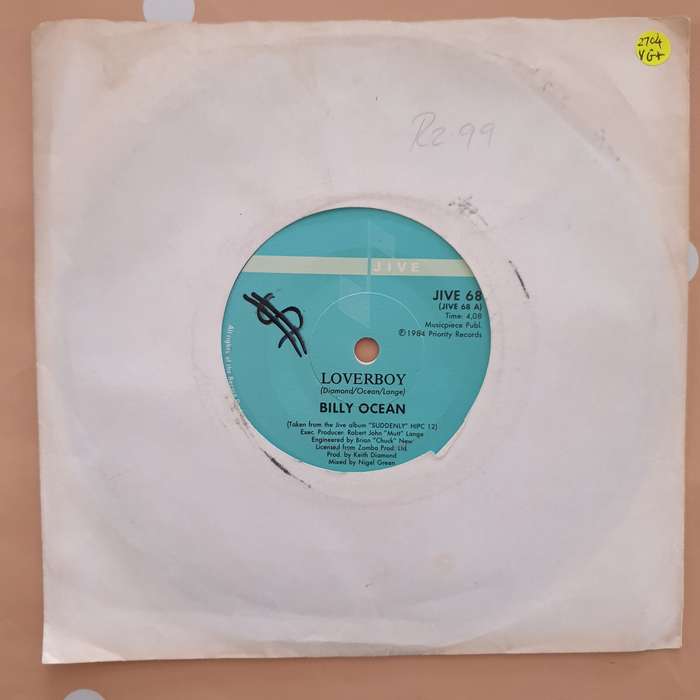 2704
VG+
R2.99
JIVE
JIVE 68
(JIVE 68 A)
Time: 4,08
Musicpiece Publ.
℗1984 Priority Records
LOVERBOY
(Diamond/Ocean/Lange)
BILLY OCEAN
(Taken from the Jive album "SUDDENLY" HIPC 12)
Exec. Producer: Robert John "Mutt" Lange
Engineered by Brian "Chuck" New
Licensed from Zomba Prod. Ltd.
Prod. by Keith Diamond
Mixed by Nigel Green
All rights of the